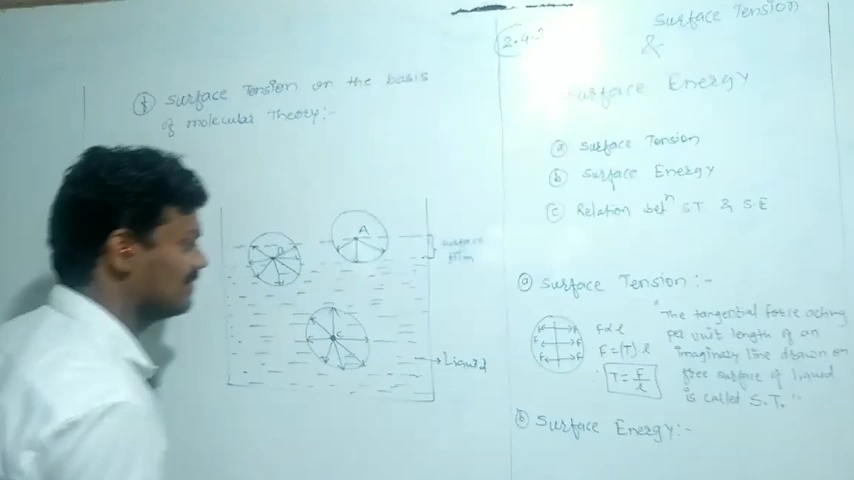 Surface Tension on the basis
of molecular Theory:-
A
B
C
surface
film
Liquid
2.4.2
Surface Tension
&
Surface Energy
(a) Surface Tension
(b) Surface Energy
(c) Relation betⁿ S.T & S.E
(a) Surface Tension :-
F F
F F
F F
F α l
F = (T) l
T = F/l
"The tangential force acting
per unit length of an
imaginary line drawn on
free surface of liquid
is called S.T."
(b) Surface Energy:-